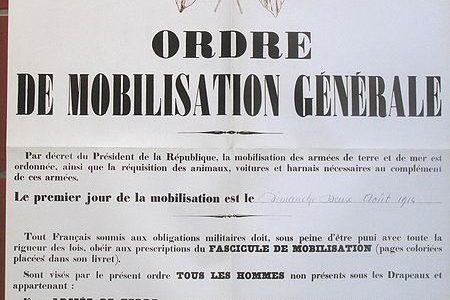 ORDRE
DE MOBILISATION GÉNÉRALE
Par décret du Président de la République, la mobilisation des armées de terre et de mer est
ordonnée, ainsi que la réquisition des animaux, voitures et harnais nécessaires au complément
de ces armées.
Le premier jour de la mobilisation est le Dimanche deux Août 1914
Tout Français soumis aux obligations militaires doit, sous peine d'être puni avec toute la
rigueur des lois, obéir aux prescriptions du FASCICULE DE MOBILISATION (pages coloriées
placées dans son livret).
Sont visés par le présent ordre TOUS LES HOMMES non présents sous les Drapeaux et
appartenant :
ARMÉE DE TERRE